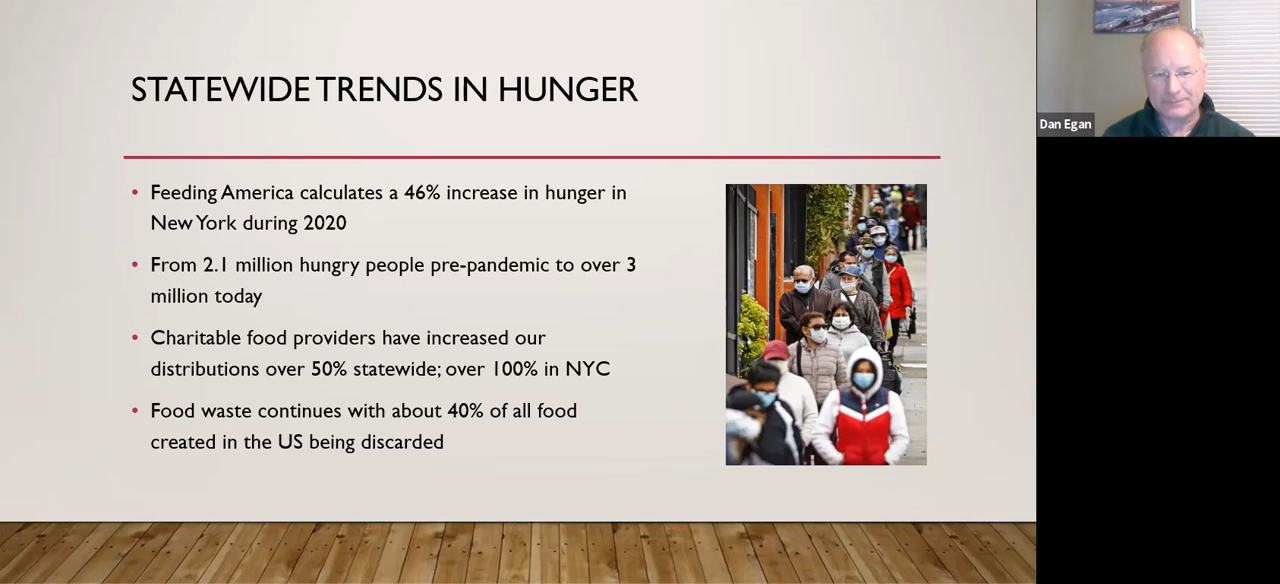 STATEWIDE TRENDS IN HUNGER
• Feeding America calculates a 46% increase in hunger in
New York during 2020
• From 2.1 million hungry people pre-pandemic to over 3
million today
• Charitable food providers have increased our
distributions over 50% statewide; over 100% in NYC
• Food waste continues with about 40% of all food
created in the US being discarded
Dan Egan